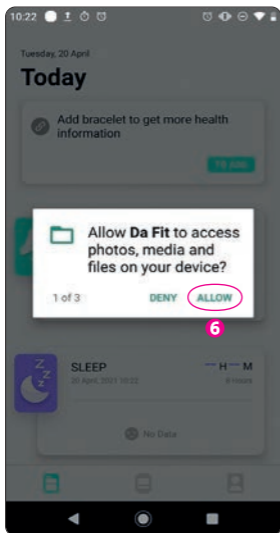 10:22
Tuesday, 20 April
Today
Add bracelet to get more health
information
TO ADD
Allow Da Fit to access
photos, media and
files on your device?
1 of 3 DENY ALLOW
6
SLEEP -- H -- M
20 April, 2021 10:22
No Data